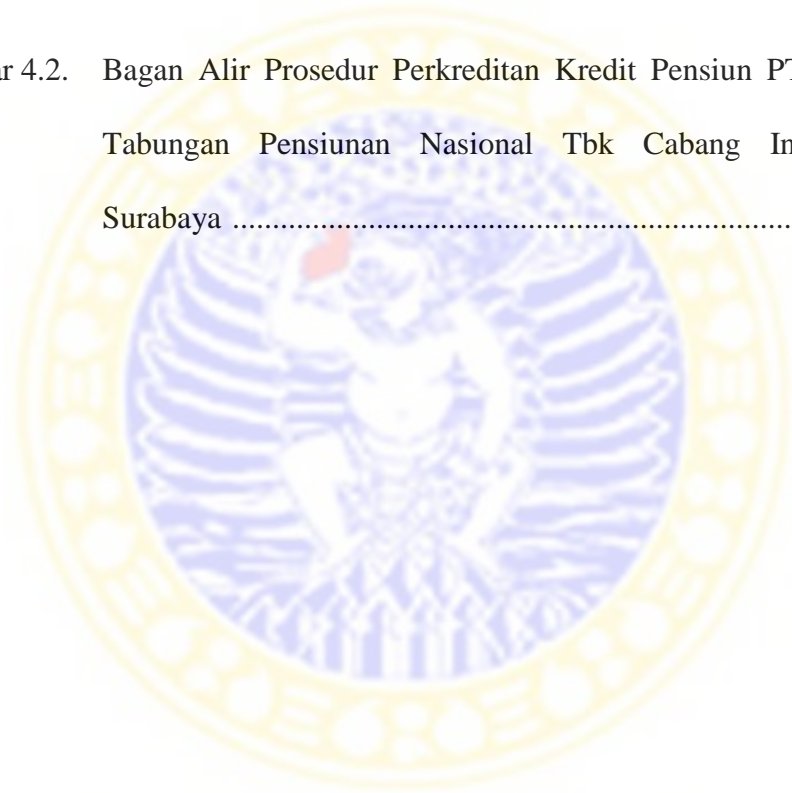 r 4.2. Bagan Alir Prosedur Perkreditan Kredit Pensiun PT
Tabungan Pensiunan Nasional Tbk Cabang In
Surabaya ......................................................................